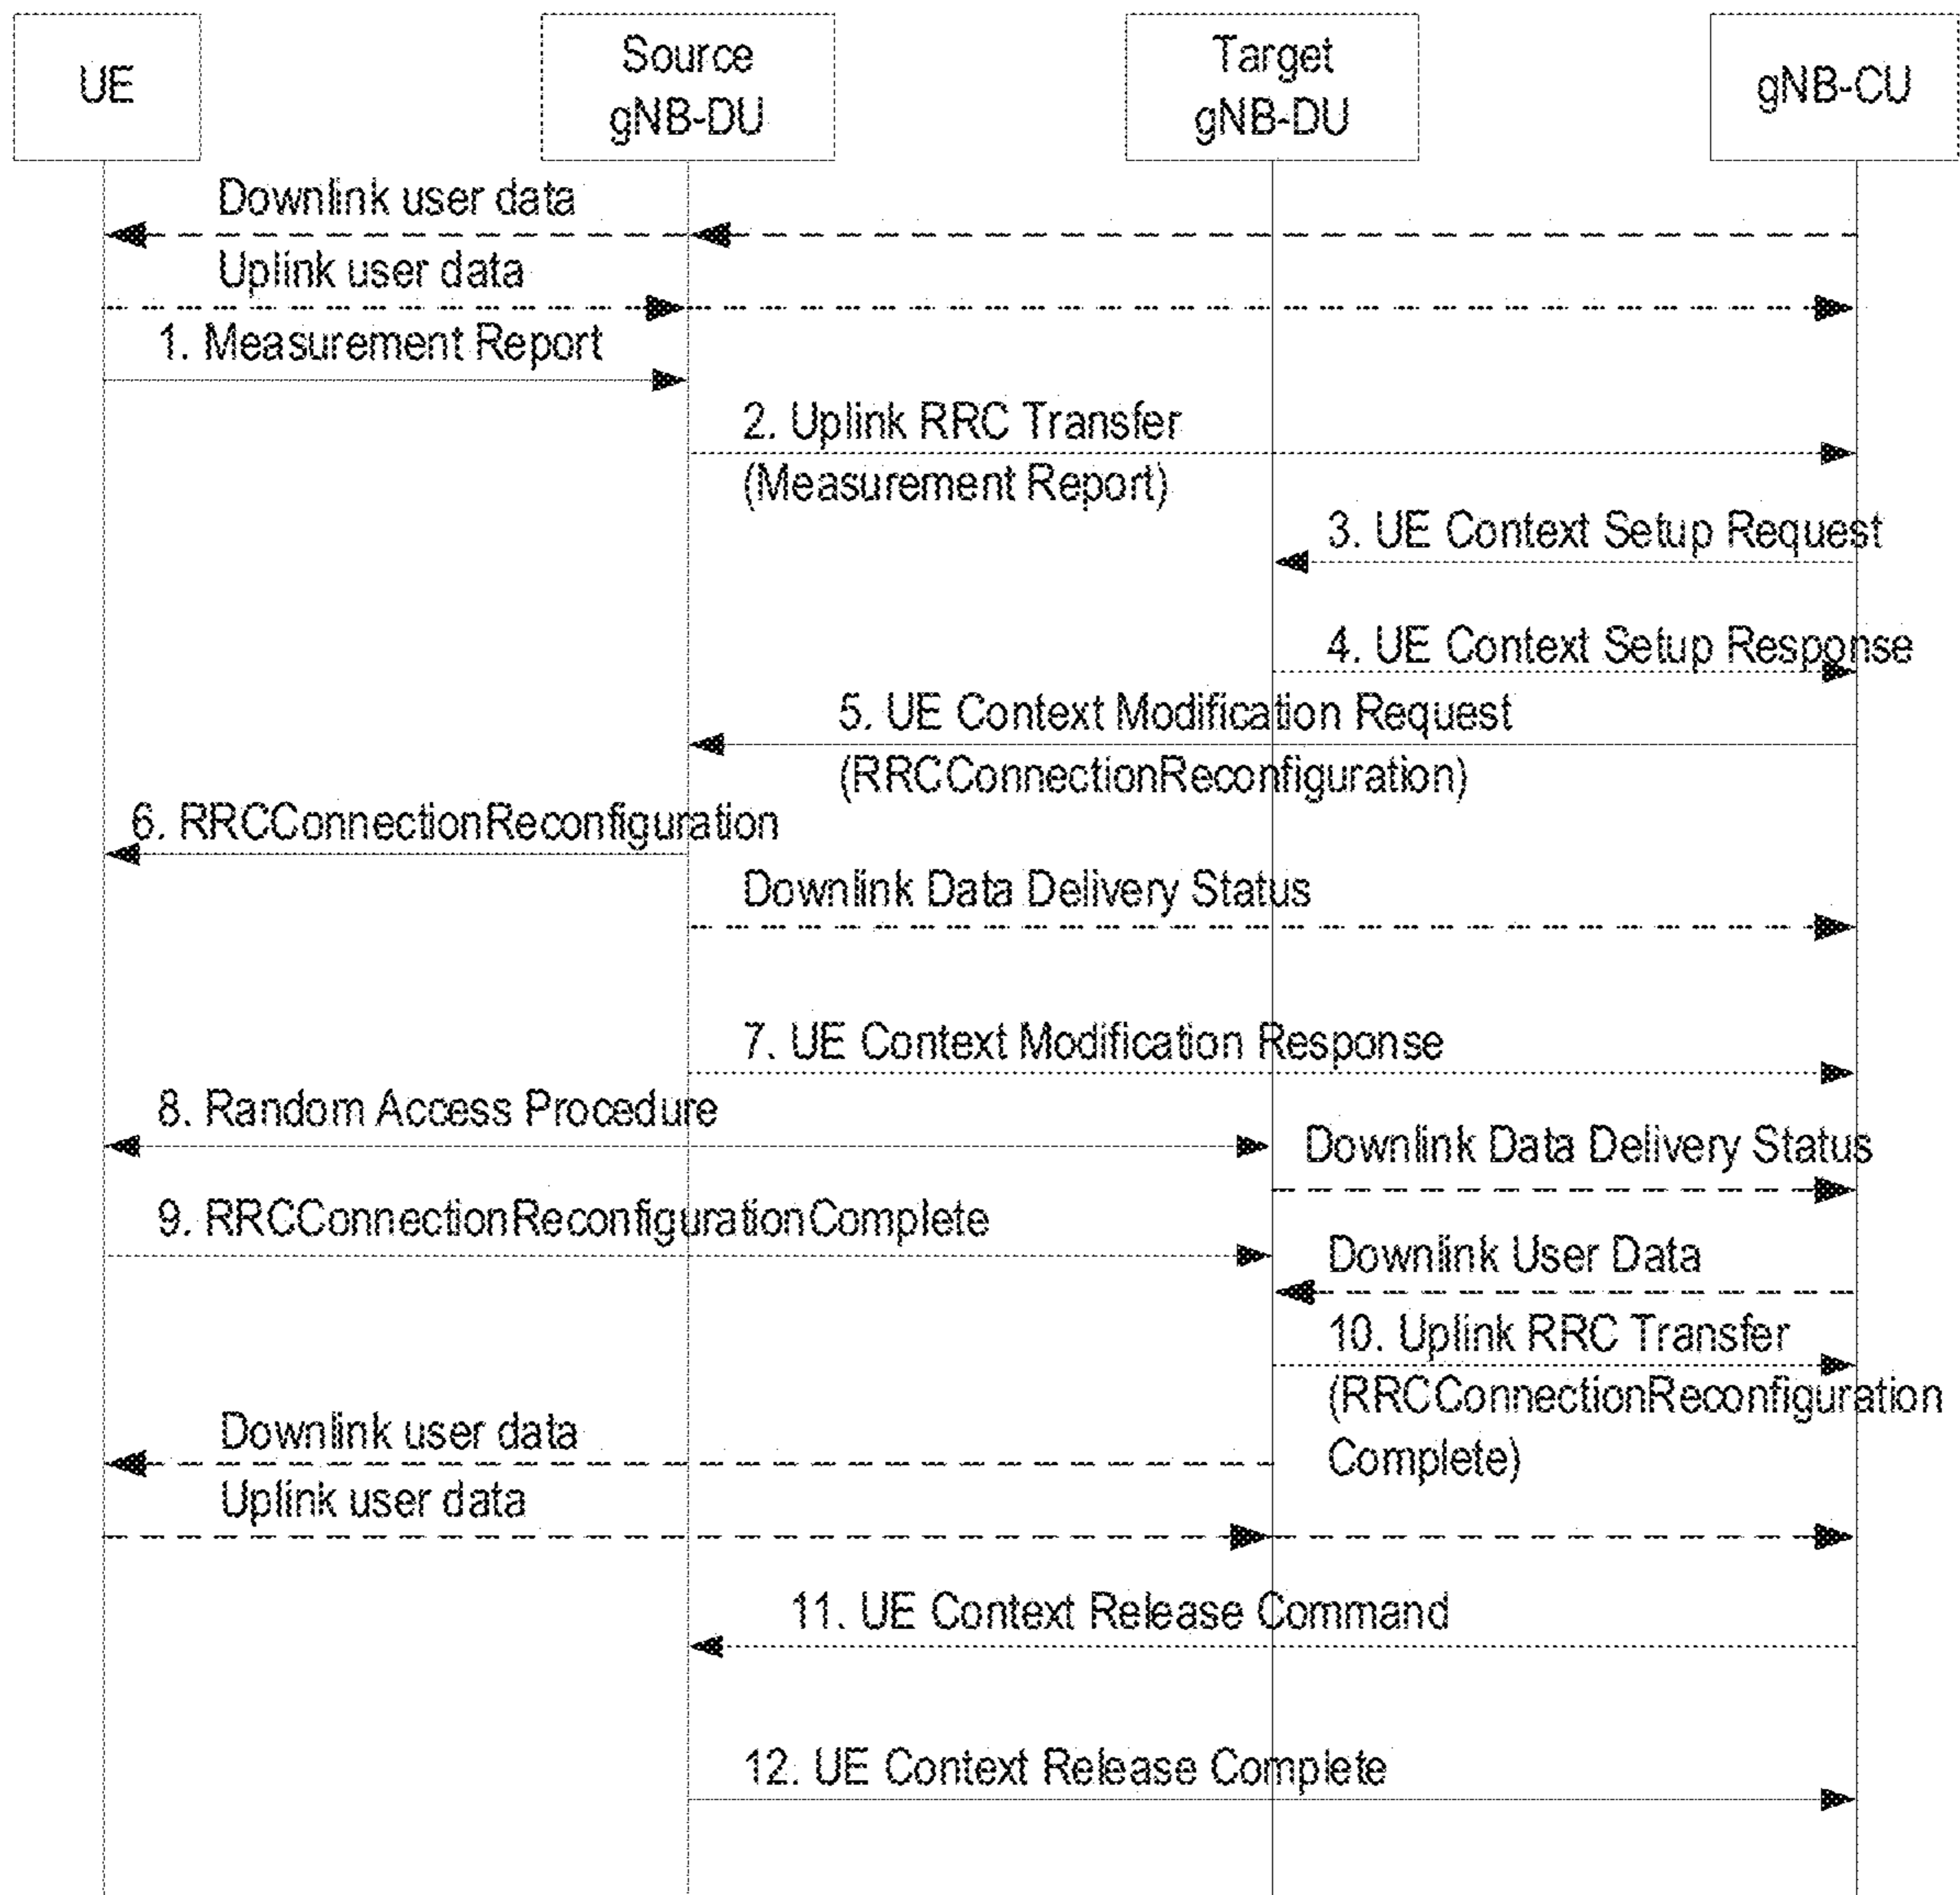 UE
Source
gNB-DU
Target
gNB-DU
gNB-CU
Downlink user data
Uplink user data
1. Measurement Report
2. Uplink RRC Transfer
(Measurement Report)
3. UE Context Setup Request
4. UE Context Setup Response
5. UE Context Modification Request
(RRCConnectionReconfiguration)
6. RRCConnectionReconfiguration
Downlink Data Delivery Status
7. UE Context Modification Response
8. Random Access Procedure
Downlink Data Delivery Status
9. RRCConnectionReconfigurationComplete
Downlink User Data
10. Uplink RRC Transfer
(RRCConnectionReconfiguration
Complete)
Downlink user data
Uplink user data
11. UE Context Release Command
12. UE Context Release Complete